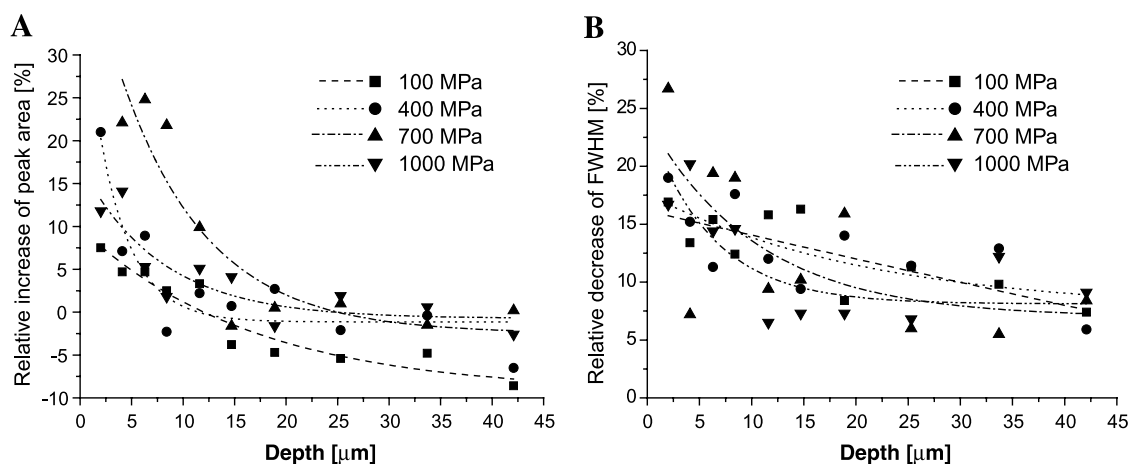 A
Relative increase of peak area [%]
30
25
20
15
10
5
0
-5
-10
0 5 10 15 20 25 30 35 40 45
Depth [μm]
100 MPa
400 MPa
700 MPa
1000 MPa
B
Relative decrease of FWHM [%]
30
25
20
15
10
5
0
0 5 10 15 20 25 30 35 40 45
Depth [μm]
100 MPa
400 MPa
700 MPa
1000 MPa